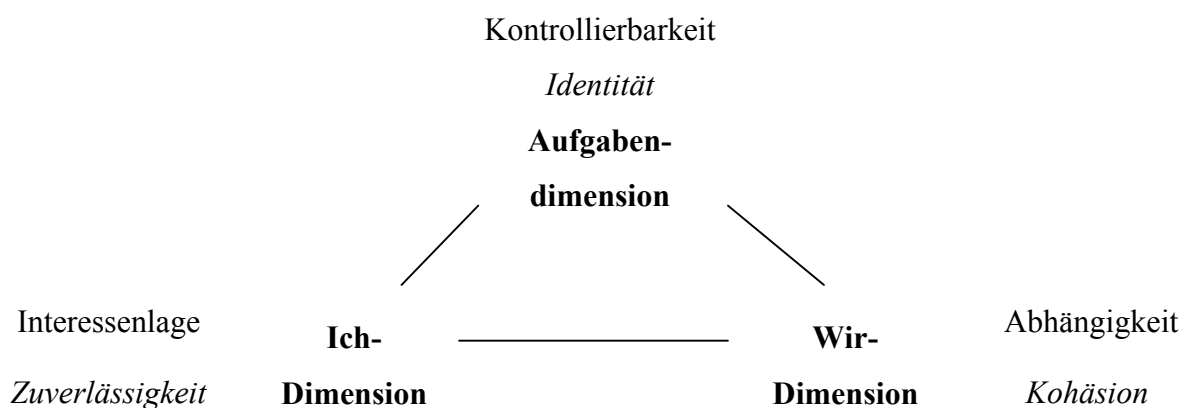 Kontrollierbarkeit
Identität
Aufgaben-
dimension
Interessenlage
Zuverlässigkeit
Ich-
Dimension
Wir-
Dimension
Abhängigkeit
Kohäsion